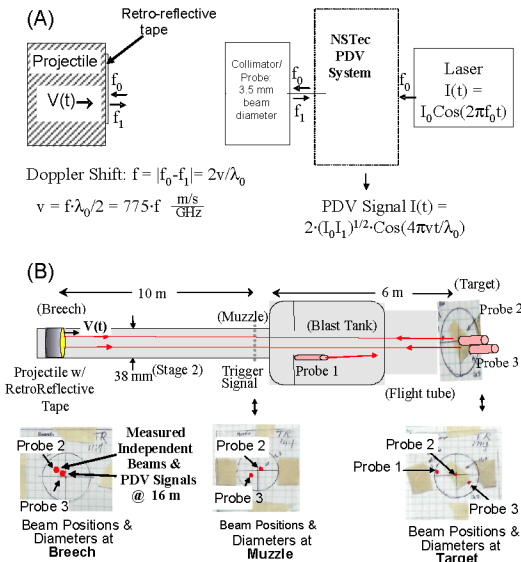 (A)
Retro-reflective
tape
Projectile
V(t)→
f₀
f₁
Collimator/
Probe:
3.5 mm
beam
diameter
f₀
f₁
NSTec
PDV
System
f₀
Laser
I(t) =
I₀Cos(2πf₀t)
Doppler Shift: f = |f₀-f₁|= 2v/λ₀
v = f·λ₀/2 = 775·f m/s
GHz
PDV Signal I(t) =
2·(I₀I₁)^1/2·Cos(4πvt/λ₀)
(B)
10 m
6 m
(Breech)
V(t)
(Muzzle)
(Blast Tank)
(Target)
Probe 2
Probe 3
Probe 1
Projectile w/
RetroReflective
Tape
38 mm
(Stage 2)
Trigger
Signal
(Flight tube)
Probe 2
Probe 3
Measured
Independent
Beams &
PDV Signals
@ 16 m
Beam Positions &
Diameters at
Breech
Probe 2
Probe 3
Beam Positions &
Diameters at
Muzzle
Probe 1
Probe 2
Probe 3
Beam Positions &
Diameters at
Target